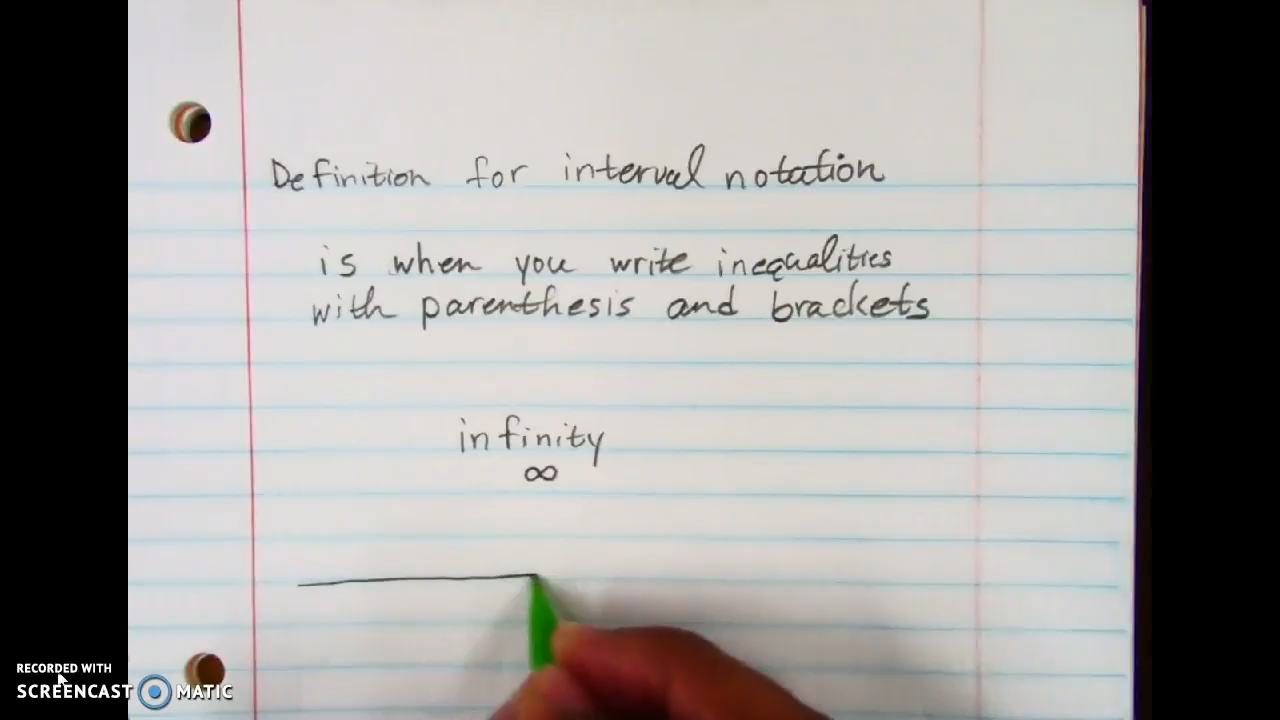 Definition for interval notation
is when you write inequalities
with parenthesis and brackets
infinity
∞
RECORDED WITH
SCREENCAST MATIC